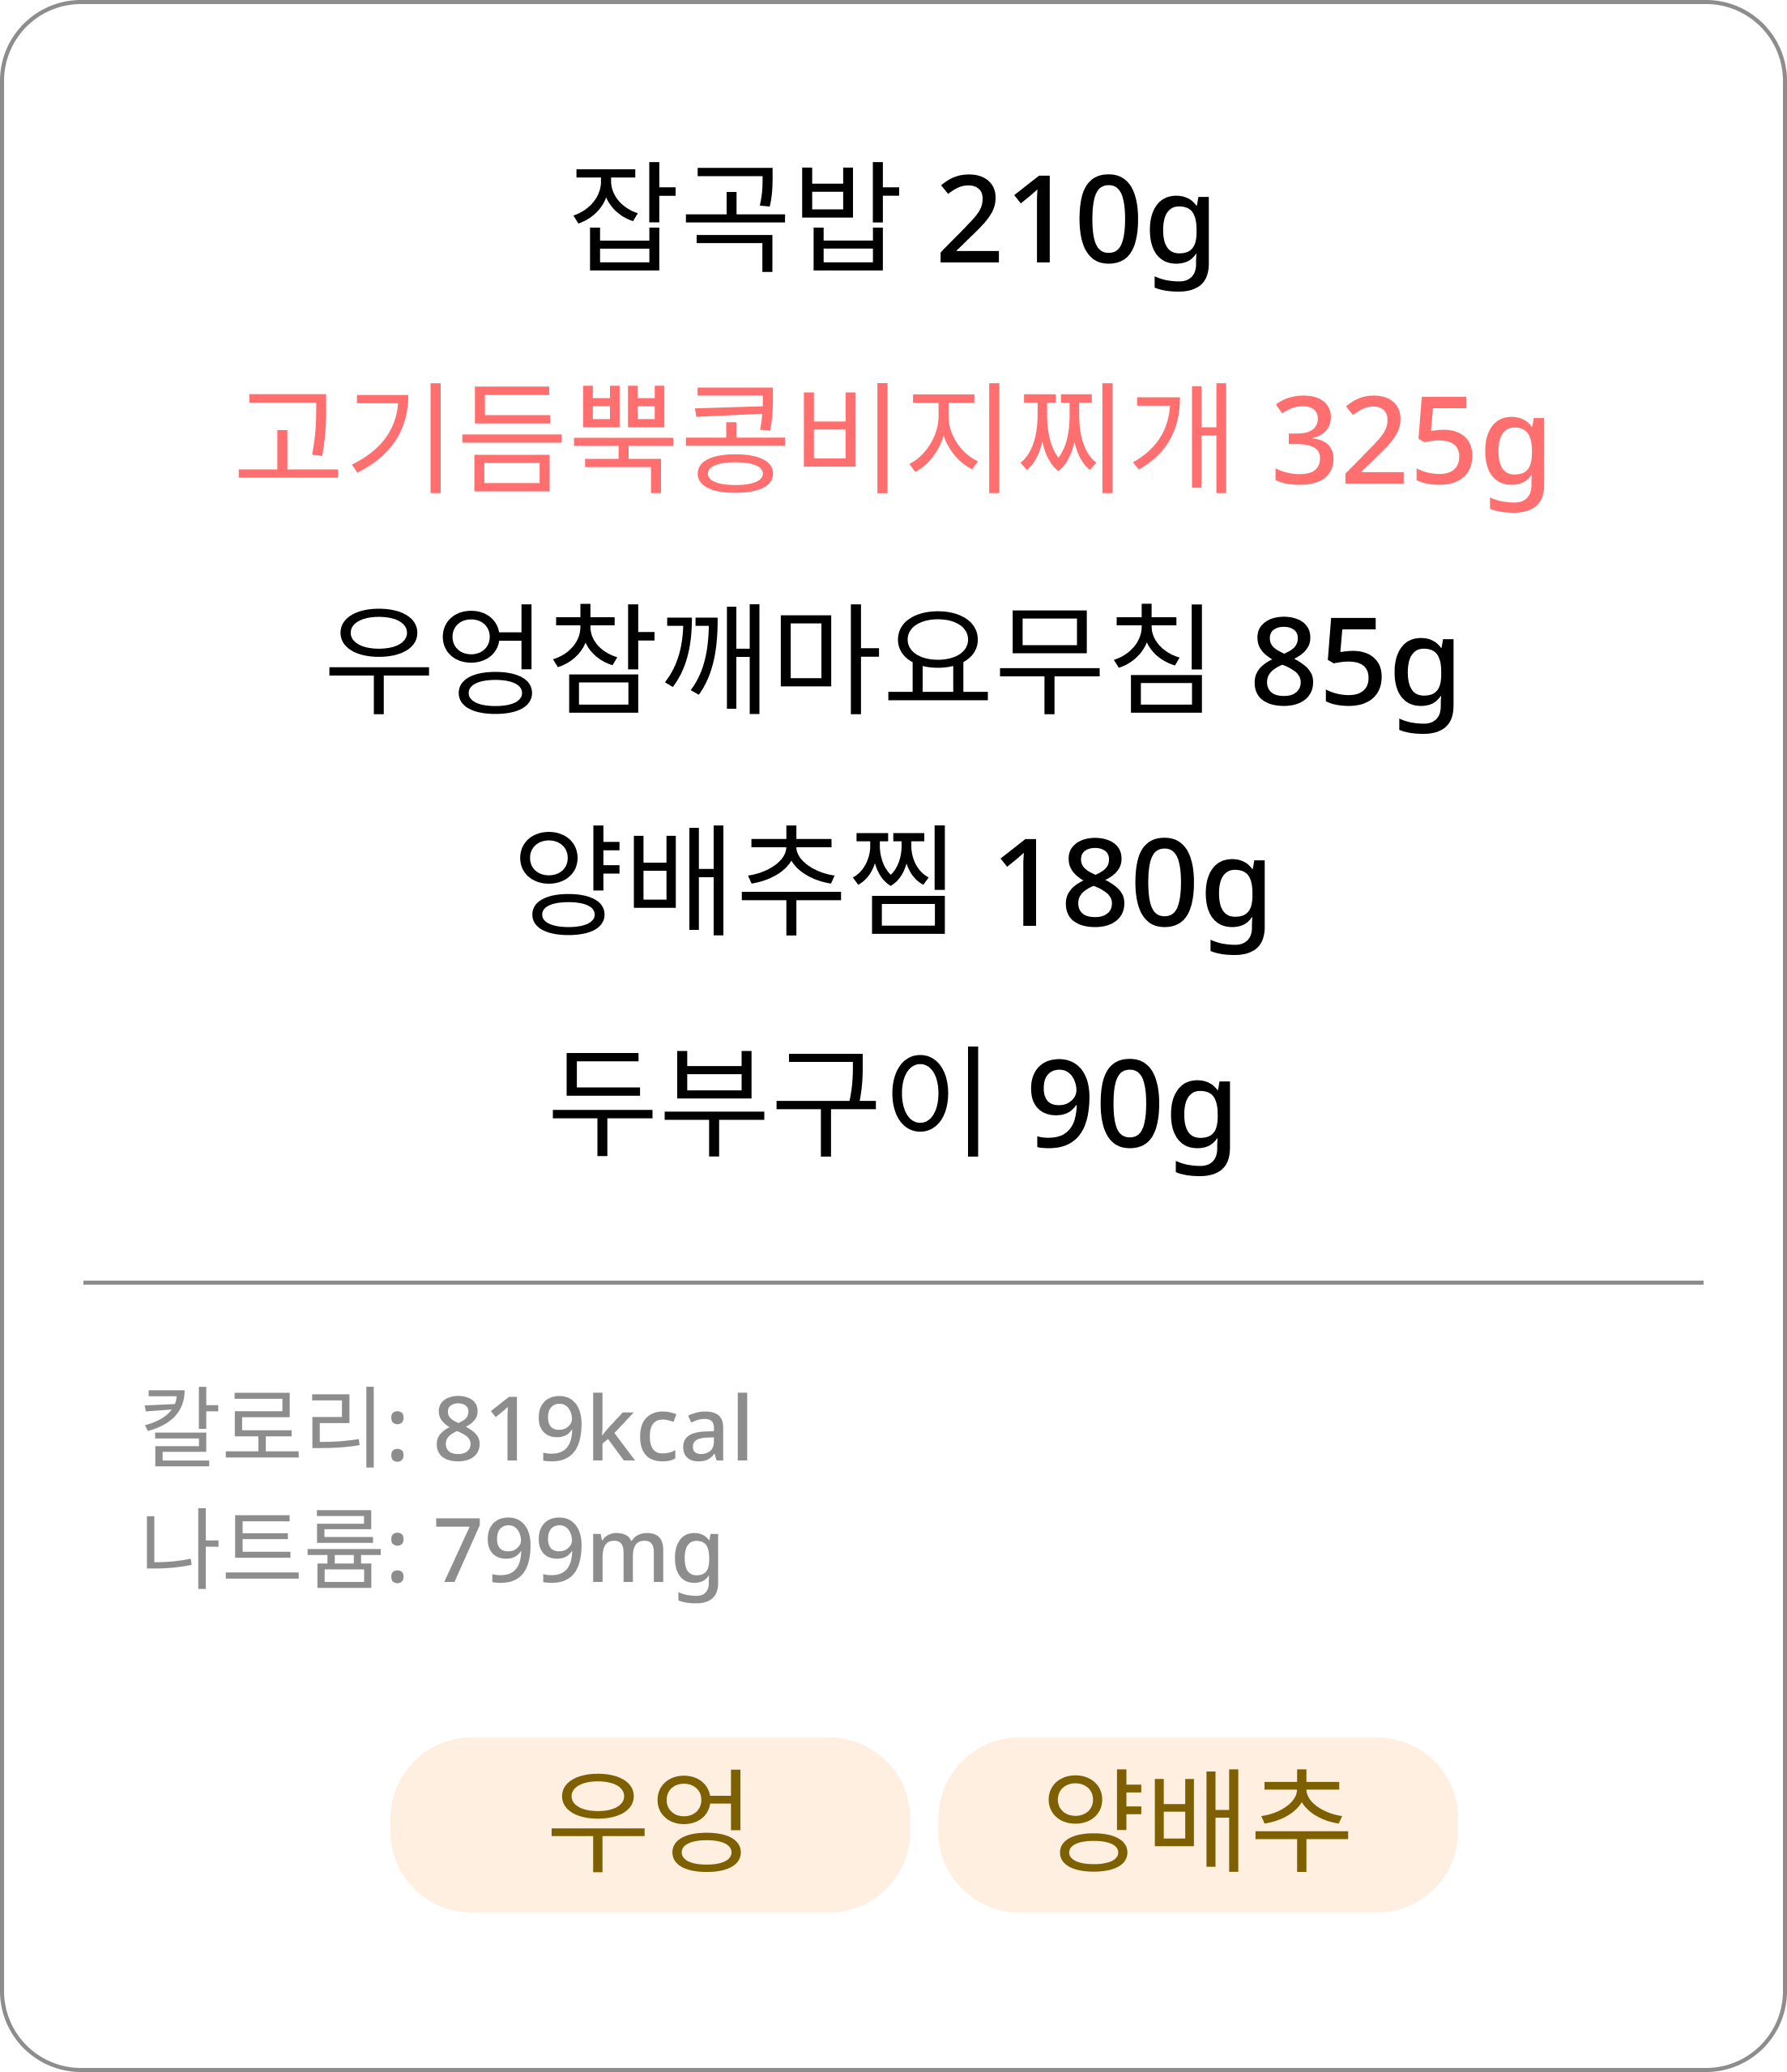 잡곡밥 210g
고기듬뿍콩비지찌개 325g
우엉참깨마요무침 85g
양배추찜 180g
두부구이 90g
칼로리: 819kcal
나트륨: 799mg
우엉 양배추